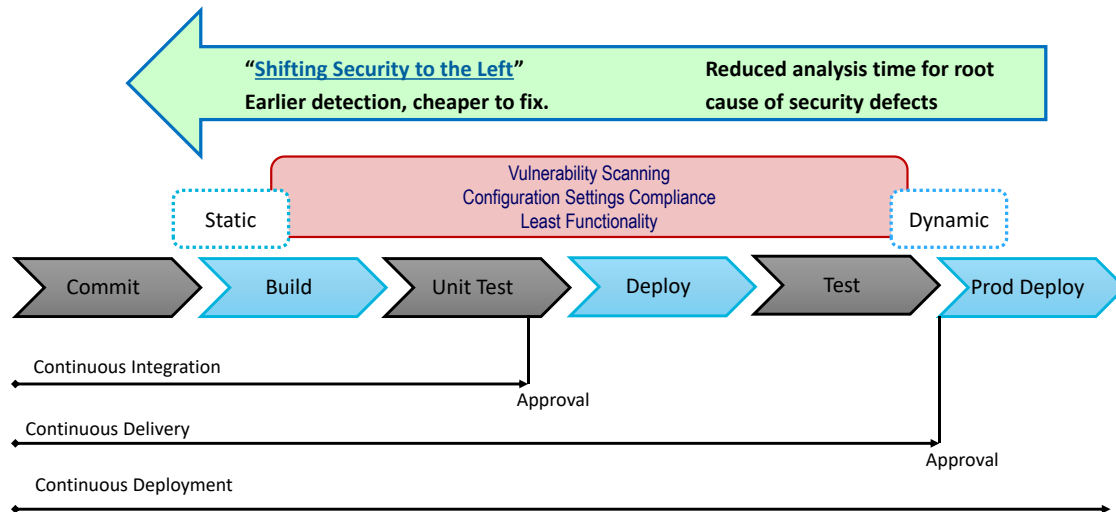 “Shifting Security to the Left”
Earlier detection, cheaper to fix.
Reduced analysis time for root
cause of security defects
Vulnerability Scanning
Configuration Settings Compliance
Least Functionality
Static
Dynamic
Commit
Build
Unit Test
Deploy
Test
Prod Deploy
Continuous Integration
Approval
Continuous Delivery
Approval
Continuous Deployment